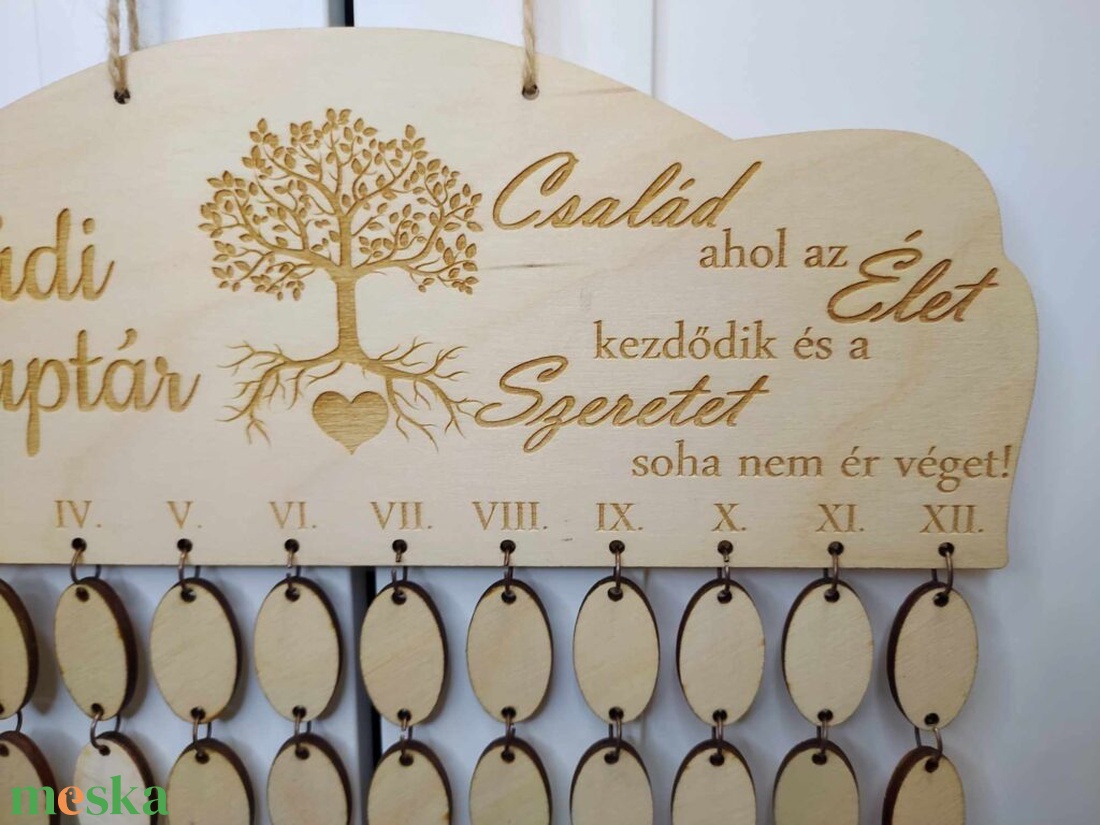 Család
ahol az Élet
kezdődik és a
Szeretet
soha nem ér véget!
IV. V. VI. VII. VIII. IX. X. XI. XII.
meska